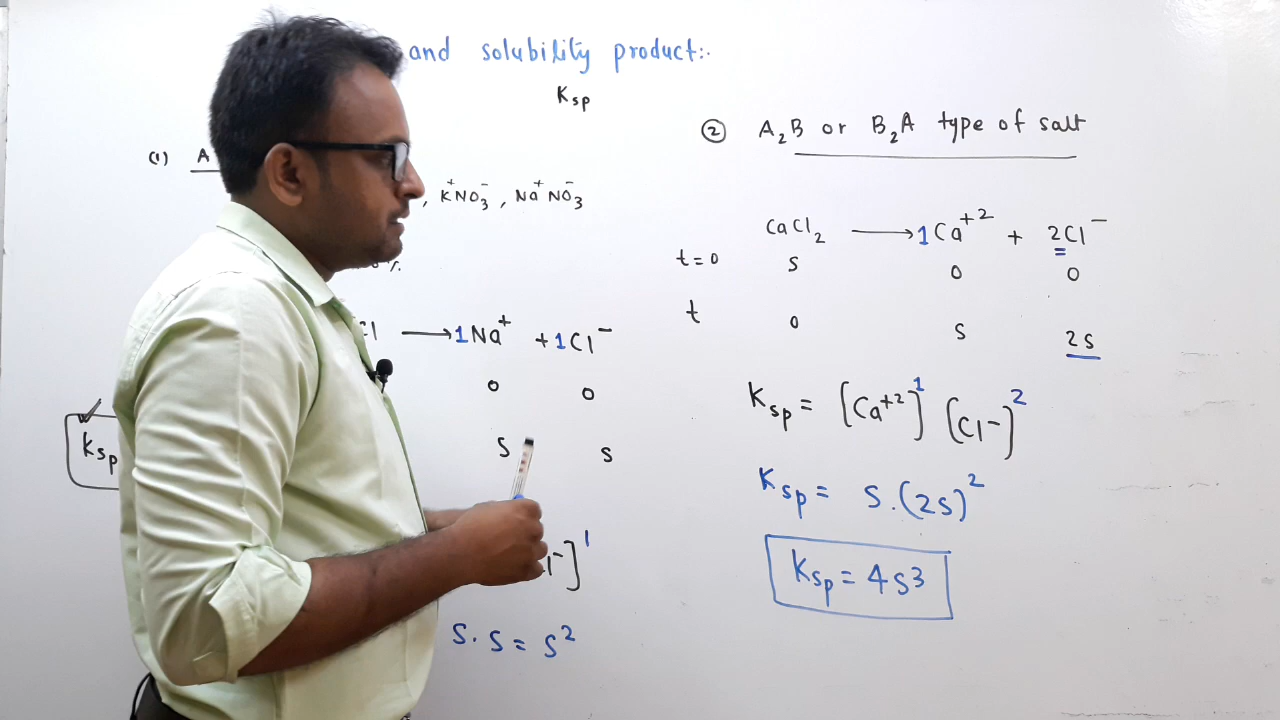 and solubility product:-
Ksp
(1) A
, K⁺NO₃⁻, Na⁺NO₃⁻
%.
Cl ⟶ 1Na⁺ + 1Cl⁻
0 0
S S
Ksp
l⁻]¹
S.S = S²
② A₂B or B₂A type of salt
CaCl₂ ⟶ 1Ca⁺² + 2Cl⁻
t=0 S 0 0
t 0 S 2S
Ksp = [Ca⁺²]¹ [Cl⁻]²
Ksp = S.(2S)²
Ksp = 4S³